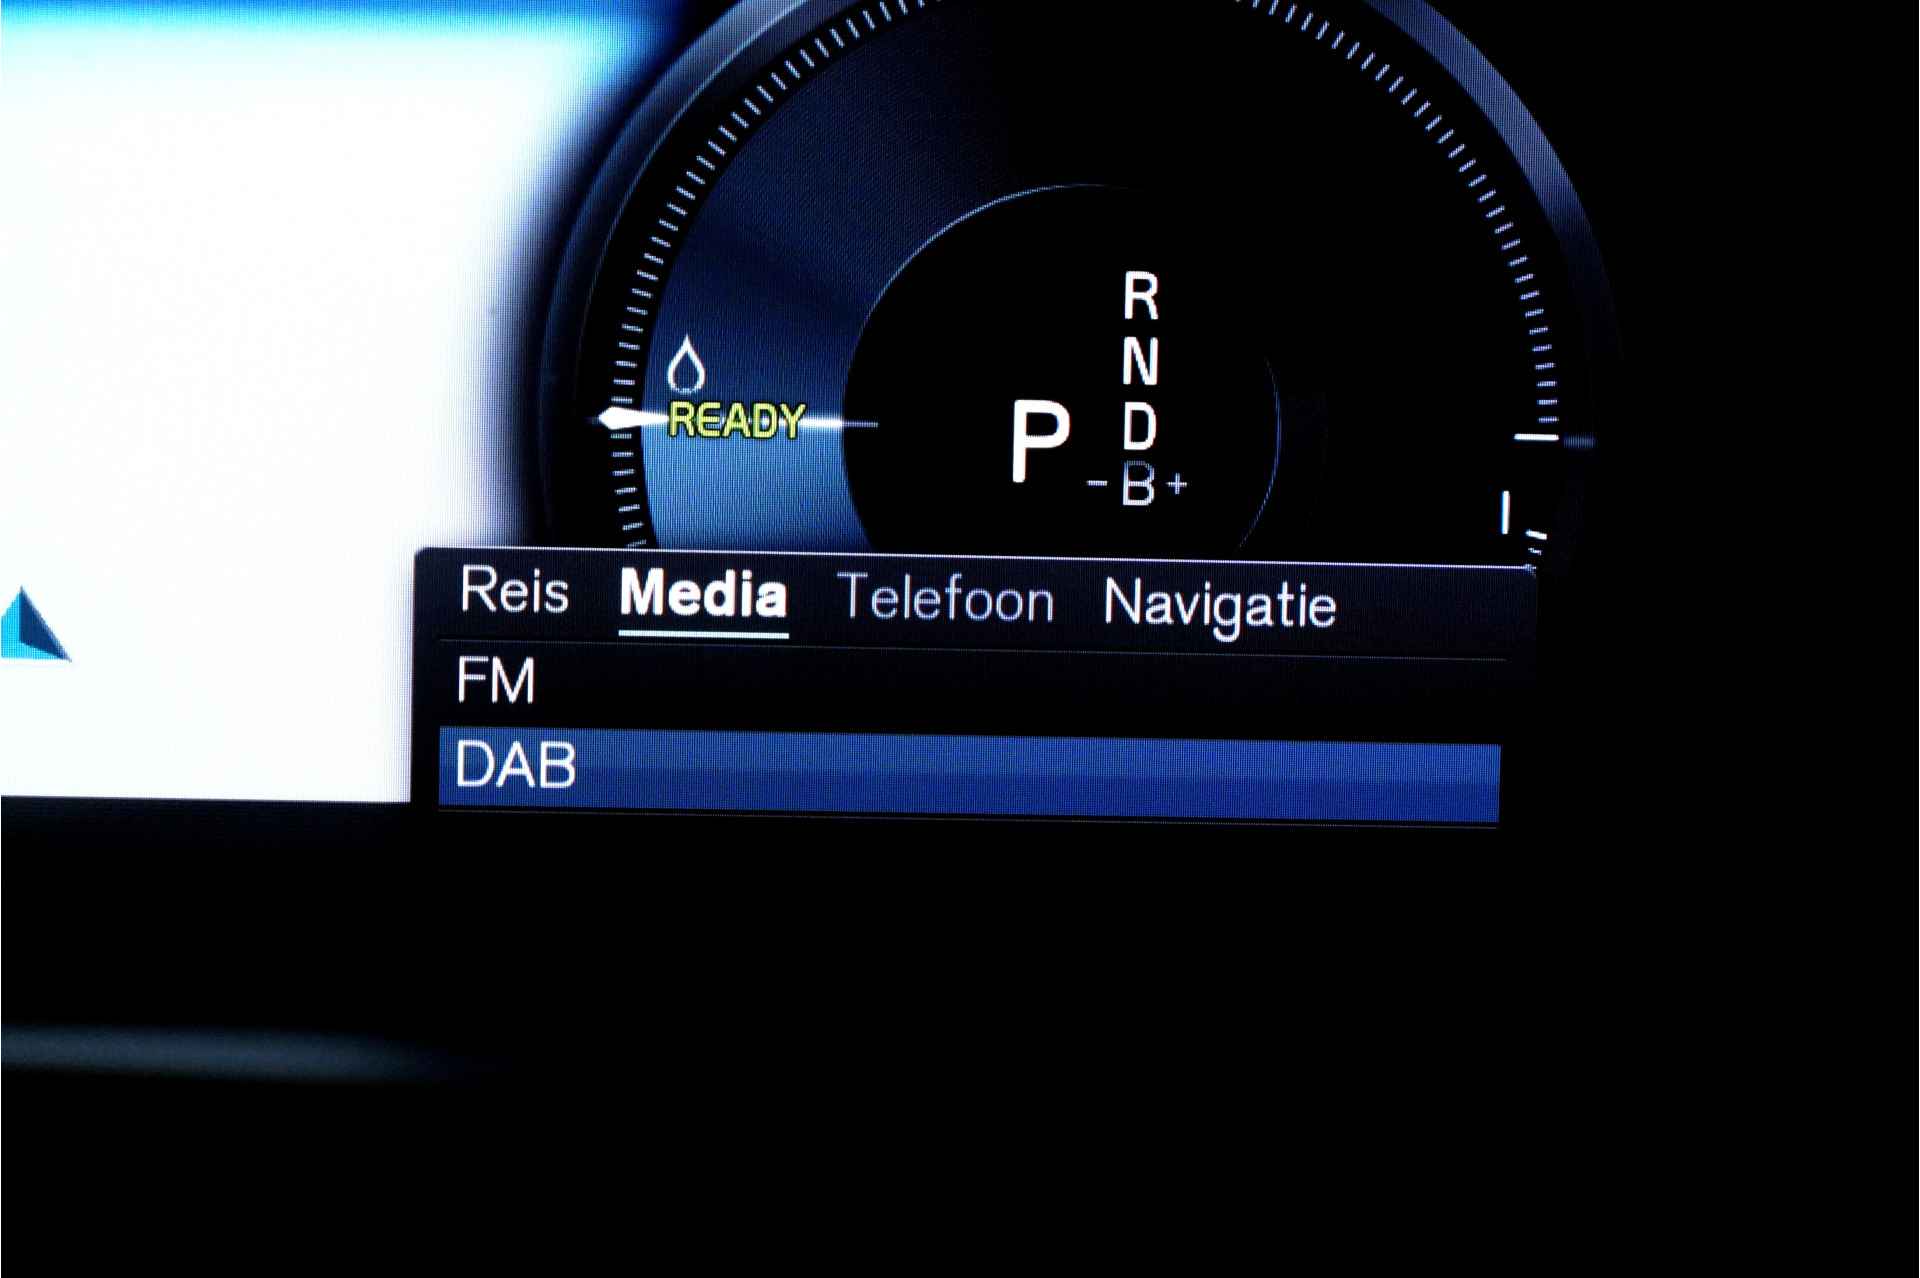 R
N
READY
P
D
- B +
Reis Media Telefoon Navigatie
FM
DAB